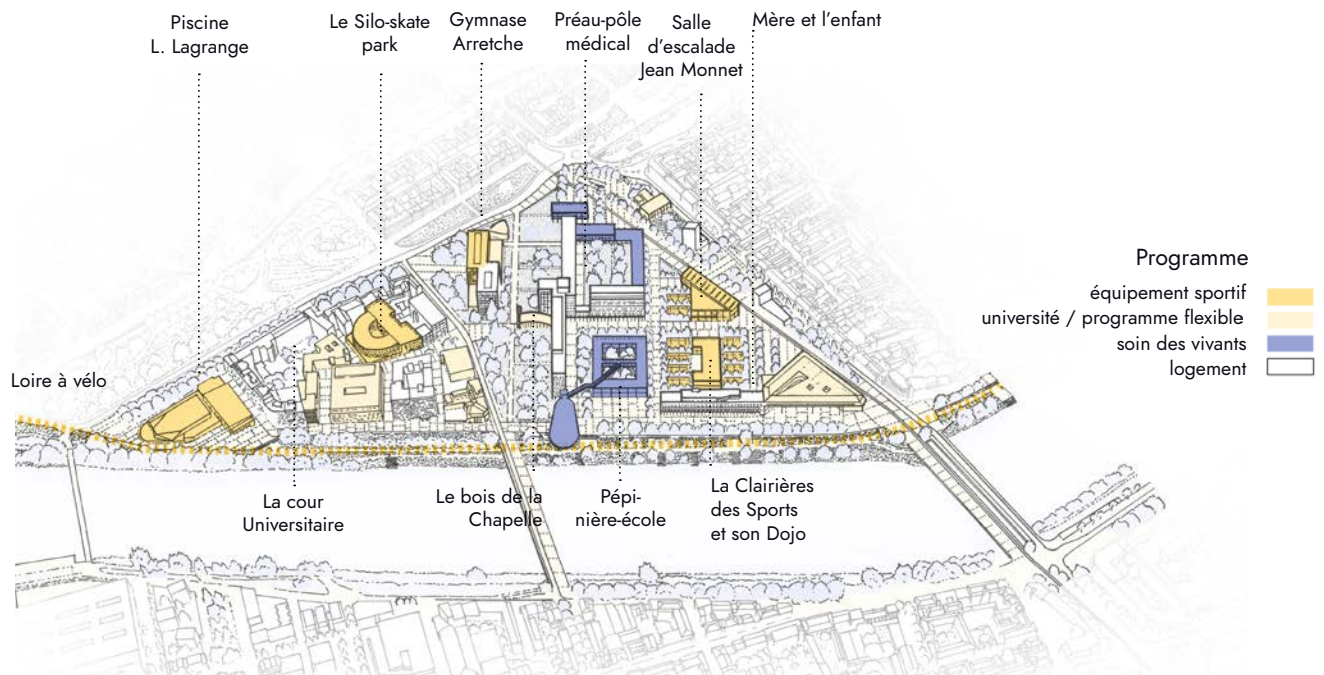 Piscine
L. Lagrange
Le Silo-skate
park
Gymnase
Arretche
Préau-pôle
médical
Salle
d'escalade
Jean Monnet
Mère et l'enfant
Programme
équipement sportif
université / programme flexible
soin des vivants
logement
Loire à vélo
La cour
Universitaire
Le bois de la
Chapelle
Pépi-
nière-école
La Clairières
des Sports
et son Dojo